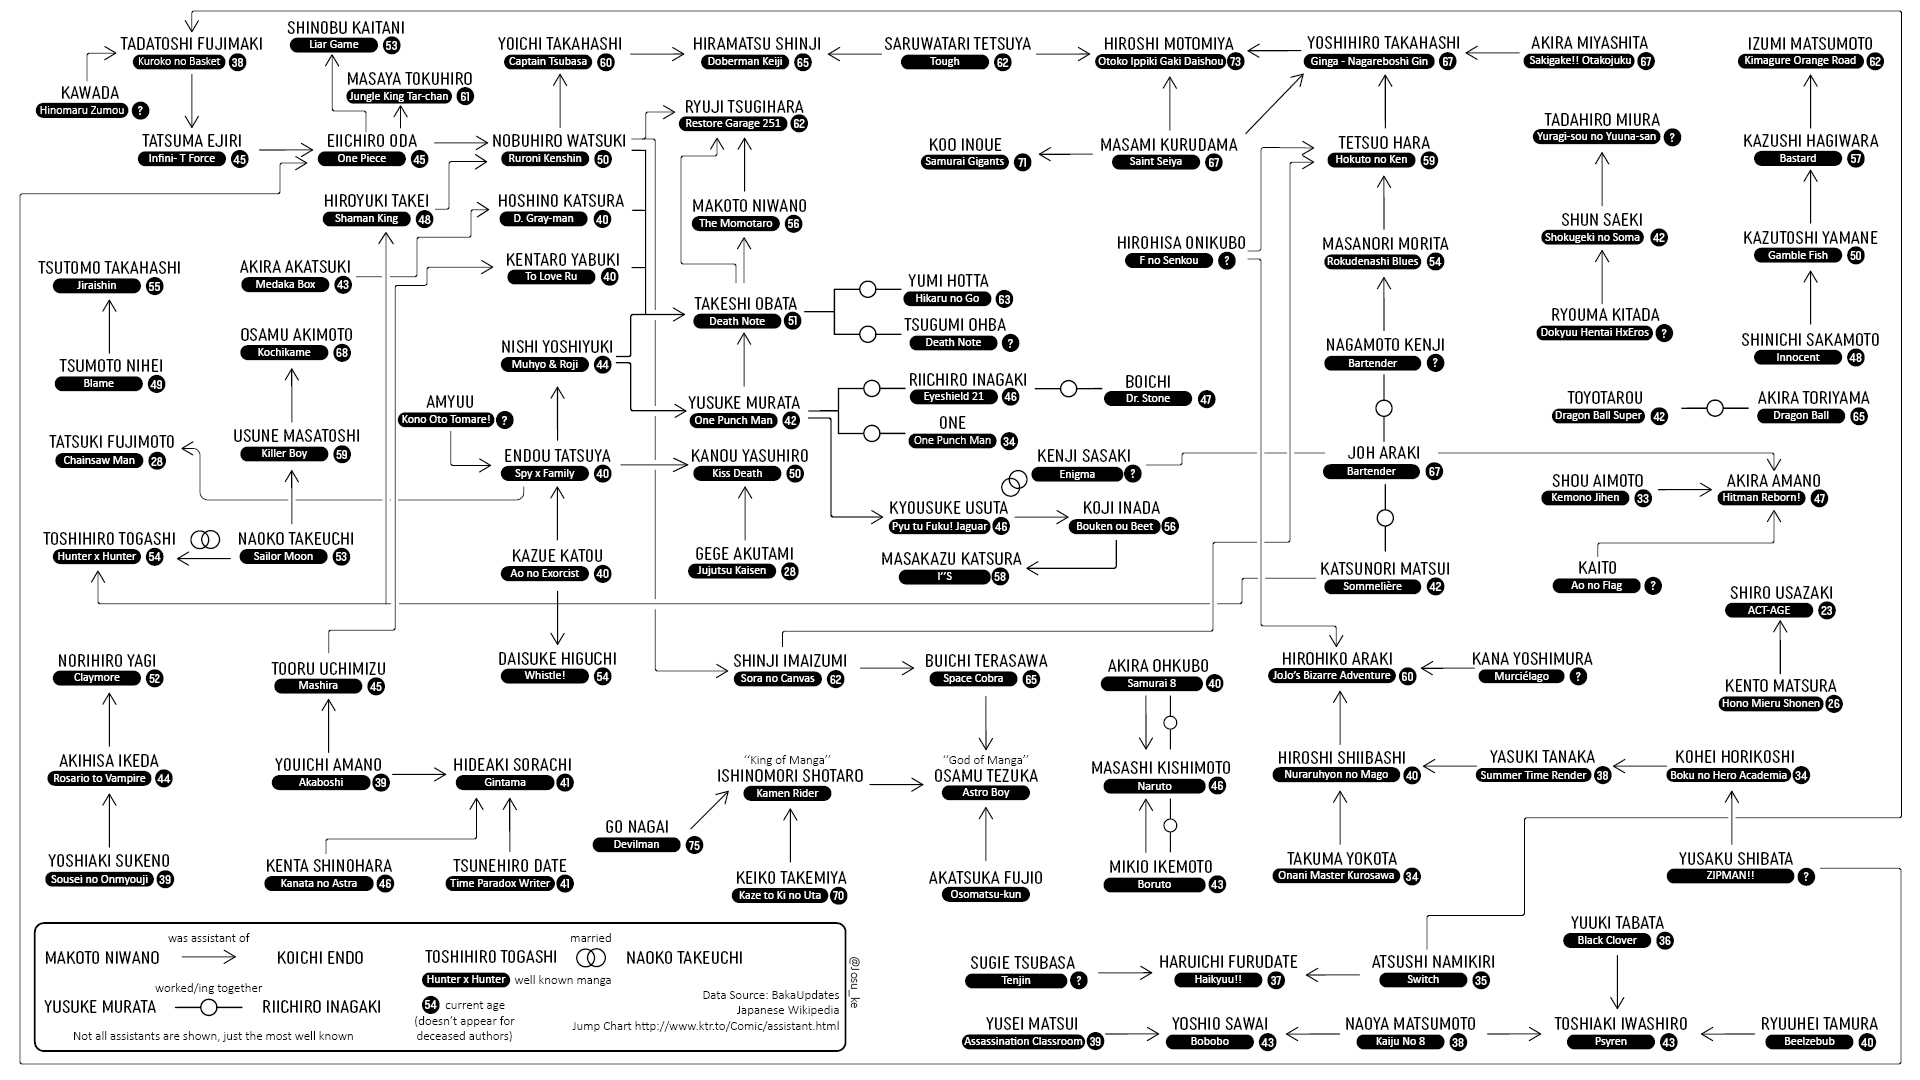 SHINOBU KAITANI
Liar Game 53
TADATOSHI FUJIMAKI
Kuroko no Basket 38
YOICHI TAKAHASHI
Captain Tsubasa 60
HIRAMATSU SHINJI
Doberman Keiji 65
SARUWATARI TETSUYA
Tough 62
HIROSHI MOTOMIYA
Otoko Ippiki Gaki Daishou 73
YOSHIHIRO TAKAHASHI
Ginga - Nagareboshi Gin 67
AKIRA MIYASHITA
Sakigake!! Otakojuku 67
IZUMI MATSUMOTO
Kimagure Orange Road 62
MASAYA TOKUHIRO
Jungle King Tar-chan 61
KAWADA
Hinomaru Zumou ?
RYUJI TSUGIHARA
Restore Garage 251 62
TADAHIRO MIURA
Yuragi-sou no Yuuna-san ?
TATSUMA EJIRI
Infini- T Force 45
EIICHIRO ODA
One Piece 45
NOBUHIRO WATSUKI
Ruroni Kenshin 50
KOO INOUE
Samurai Gigants 71
MASAMI KURUDAMA
Saint Seiya 67
TETSUO HARA
Hokuto no Ken 59
KAZUSHI HAGIWARA
Bastard 57
HIROYUKI TAKEI
Shaman King 48
HOSHINO KATSURA
D. Gray-man 40
MAKOTO NIWANO
The Momotaro 56
SHUN SAEKI
Shokugeki no Soma 42
HIROHISA ONIKUBO
F no Senkou ?
MASANORI MORITA
Rokudenashi Blues 54
KAZUTOSHI YAMANE
Gamble Fish 50
TSUTOMO TAKAHASHI
Jiraishin 55
AKIRA AKATSUKI
Medaka Box 43
KENTARO YABUKI
To Love Ru 40
YUMI HOTTA
Hikaru no Go 63
TAKESHI OBATA
Death Note 51
TSUGUMI OHBA
Death Note ?
RYOUMA KITADA
Dokyuu Hentai HxEros ?
OSAMU AKIMOTO
Kochikame 68
NISHI YOSHIYUKI
Muhyo & Roji 44
NAGAMOTO KENJI
Bartender ?
SHINICHI SAKAMOTO
Innocent 48
TSUMOTO NIHEI
Blame 49
RIICHIRO INAGAKI
Eyeshield 21 46
BOICHI
Dr. Stone 47
AMYUU
Kono Oto Tomare! ?
YUSUKE MURATA
One Punch Man 42
ONE
One Punch Man 34
TOYOTAROU
Dragon Ball Super 42
AKIRA TORIYAMA
Dragon Ball 65
TATSUKI FUJIMOTO
Chainsaw Man 28
USUNE MASATOSHI
Killer Boy 59
ENDOU TATSUYA
Spy x Family 40
KANOU YASUHIRO
Kiss Death 50
KENJI SASAKI
Enigma ?
JOH ARAKI
Bartender 67
SHOU AIMOTO
Kemono Jihen 33
AKIRA AMANO
Hitman Reborn! 47
KYOUSUKE USUTA
Pyu tu Fuku! Jaguar 46
KOJI INADA
Bouken ou Beet 56
TOSHIHIRO TOGASHI
Hunter x Hunter 54
NAOKO TAKEUCHI
Sailor Moon 53
KAZUE KATOU
Ao no Exorcist 40
GEGE AKUTAMI
Jujutsu Kaisen 28
MASAKAZU KATSURA
I''S 58
KATSUNORI MATSUI
Sommelière 42
KAITO
Ao no Flag ?
SHIRO USAZAKI
ACT-AGE 23
NORIHIRO YAGI
Claymore 52
TOORU UCHIMIZU
Mashira 45
DAISUKE HIGUCHI
Whistle! 54
SHINJI IMAIZUMI
Sora no Canvas 62
BUICHI TERASAWA
Space Cobra 65
AKIRA OHKUBO
Samurai 8 40
HIROHIKO ARAKI
JoJo's Bizarre Adventure 60
KANA YOSHIMURA
Murciélago ?
KENTO MATSURA
Hono Mieru Shonen 26
AKIHISA IKEDA
Rosario to Vampire 44
YOUICHI AMANO
Akaboshi 39
HIDEAKI SORACHI
Gintama 41
"King of Manga"
ISHINOMORI SHOTARO
Kamen Rider
"God of Manga"
OSAMU TEZUKA
Astro Boy
MASASHI KISHIMOTO
Naruto 46
HIROSHI SHIIBASHI
Nuraruhyon no Mago 40
YASUKI TANAKA
Summer Time Render 38
KOHEI HORIKOSHI
Boku no Hero Academia 34
GO NAGAI
Devilman 75
YOSHIAKI SUKENO
Sousei no Onmyouji 39
KENTA SHINOHARA
Kanata no Astra 46
TSUNEHIRO DATE
Time Paradox Writer 41
KEIKO TAKEMIYA
Kaze to Ki no Uta 70
AKATSUKA FUJIO
Osomatsu-kun
MIKIO IKEMOTO
Boruto 43
TAKUMA YOKOTA
Onani Master Kurosawa 34
YUSAKU SHIBATA
ZIPMAN!! ?
YUUKI TABATA
Black Clover 36
SUGIE TSUBASA
Tenjin ?
HARUICHI FURUDATE
Haikyuu!! 37
ATSUSHI NAMIKIRI
Switch 35
YUSEI MATSUI
Assassination Classroom 39
YOSHIO SAWAI
Bobobo 43
NAOYA MATSUMOTO
Kaiju No 8 38
TOSHIAKI IWASHIRO
Psyren 43
RYUUHEI TAMURA
Beelzebub 40
MAKOTO NIWANO was assistant of KOICHI ENDO
YUSUKE MURATA worked/ing together RIICHIRO INAGAKI
Not all assistants are shown, just the most well known
TOSHIHIRO TOGASHI married NAOKO TAKEUCHI
Hunter x Hunter well known manga
54 current age
(doesn't appear for
deceased authors)
Data Source: BakaUpdates
Japanese Wikipedia
Jump Chart http://www.ktr.to/Comic/assistant.html
@Josu_ke